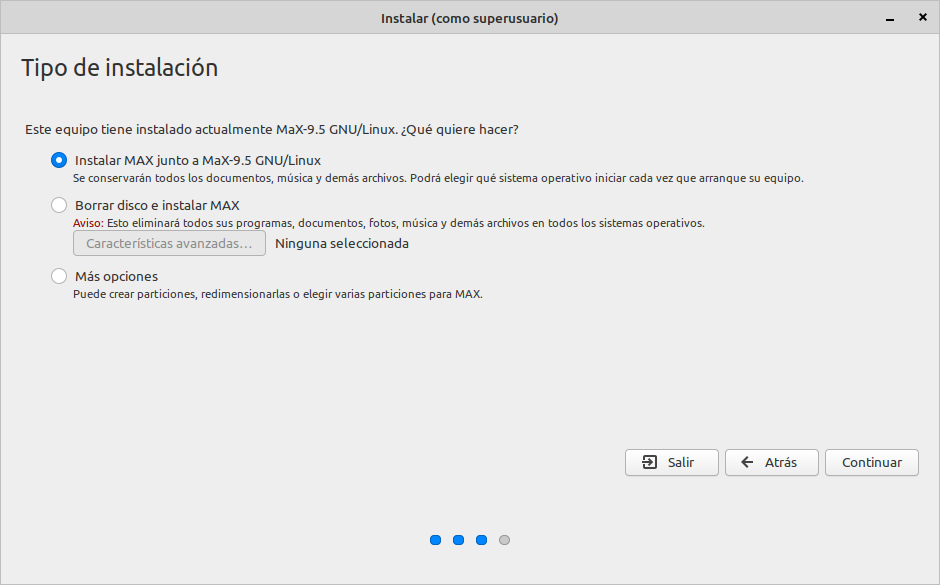 Instalar (como superusuario)
Tipo de instalación
Este equipo tiene instalado actualmente MaX-9.5 GNU/Linux. ¿Qué quiere hacer?
Instalar MAX junto a MaX-9.5 GNU/Linux
Se conservarán todos los documentos, música y demás archivos. Podrá elegir qué sistema operativo iniciar cada vez que arranque su equipo.
Borrar disco e instalar MAX
Aviso: Esto eliminará todos sus programas, documentos, fotos, música y demás archivos en todos los sistemas operativos.
Características avanzadas... Ninguna seleccionada
Más opciones
Puede crear particiones, redimensionarlas o elegir varias particiones para MAX.
Salir Atrás Continuar